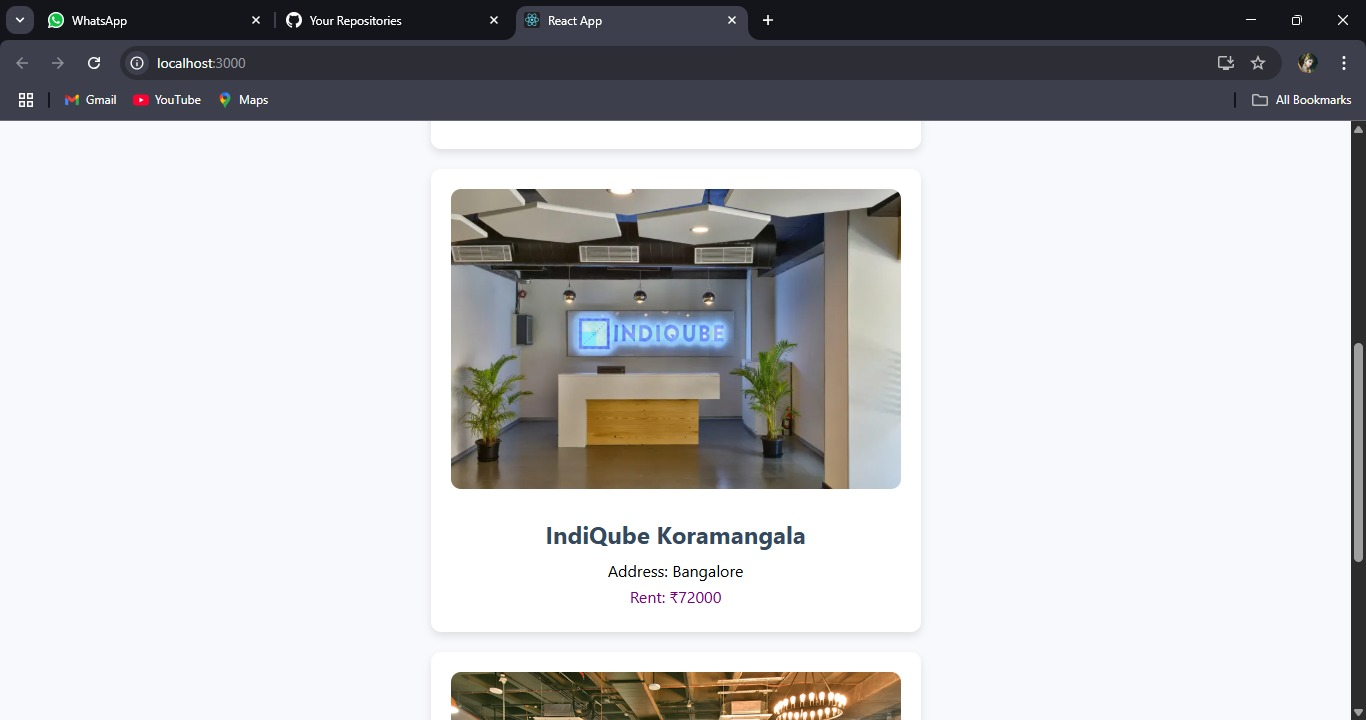 WhatsApp
Your Repositories
React App
localhost:3000
Gmail
YouTube
Maps
All Bookmarks
INDIQUBE
IndiQube Koramangala
Address: Bangalore
Rent: ₹72000